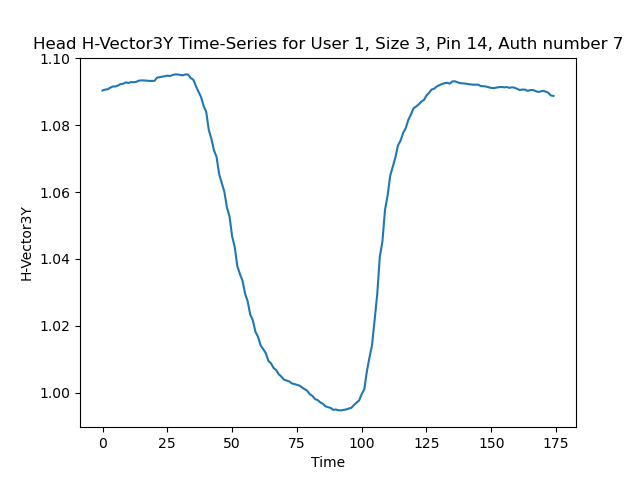 Head H-Vector3Y Time-Series for User 1, Size 3, Pin 14, Auth number 7
H-Vector3Y
1.10
1.08
1.06
1.04
1.02
1.00
0 25 50 75 100 125 150 175
Time